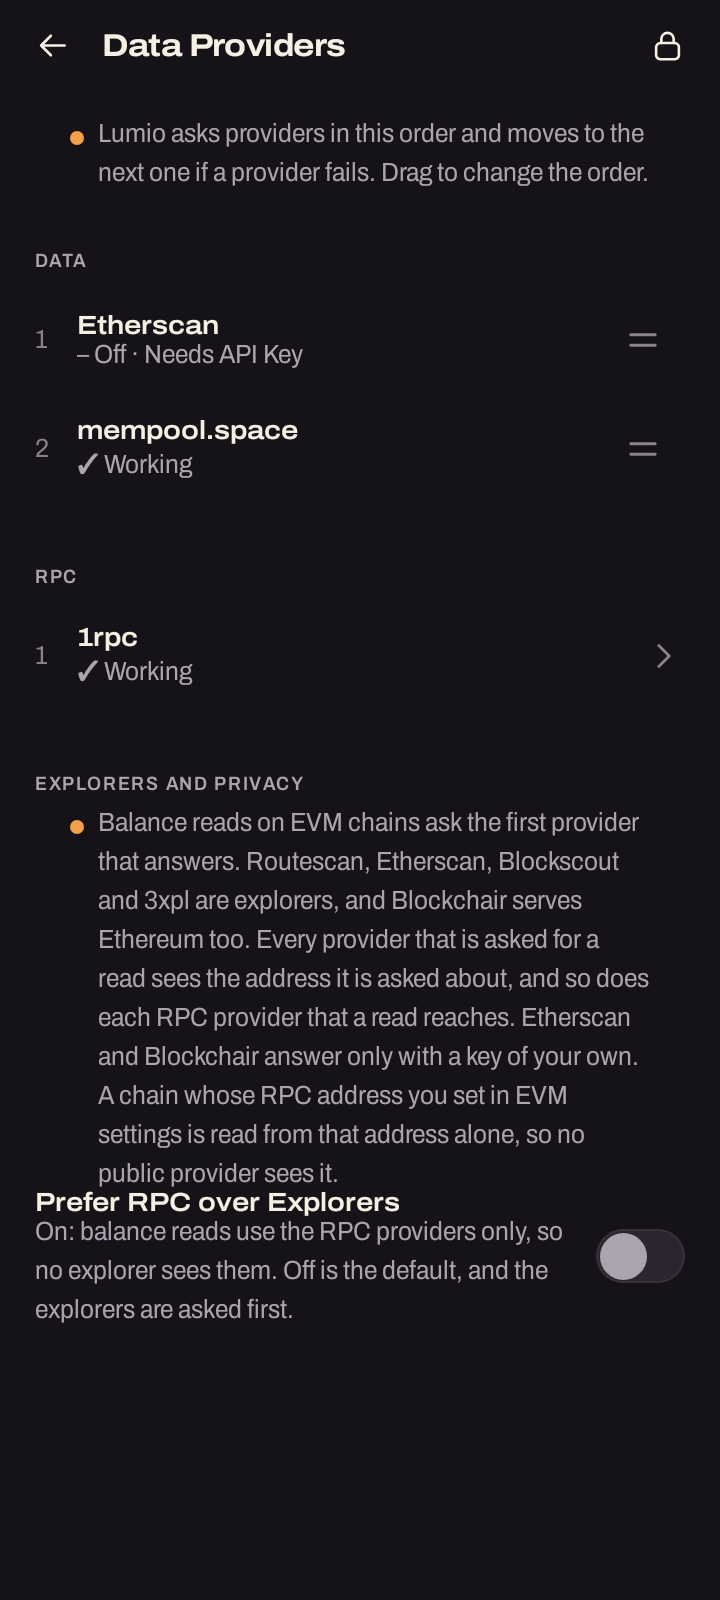 Data Providers
Lumio asks providers in this order and moves to the
next one if a provider fails. Drag to change the order.
DATA
1
Etherscan
– Off · Needs API Key
2
mempool.space
✓ Working
RPC
1
1rpc
✓ Working
EXPLORERS AND PRIVACY
Balance reads on EVM chains ask the first provider
that answers. Routescan, Etherscan, Blockscout
and 3xpl are explorers, and Blockchair serves
Ethereum too. Every provider that is asked for a
read sees the address it is asked about, and so does
each RPC provider that a read reaches. Etherscan
and Blockchair answer only with a key of your own.
A chain whose RPC address you set in EVM
settings is read from that address alone, so no
public provider sees it.
Prefer RPC over Explorers
On: balance reads use the RPC providers only, so
no explorer sees them. Off is the default, and the
explorers are asked first.